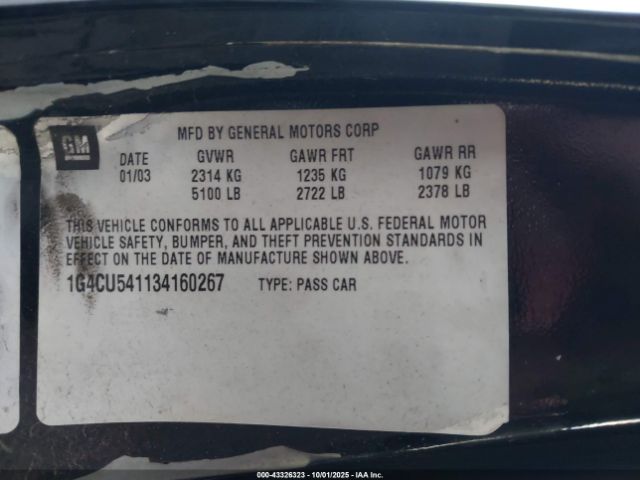 GM
MFD BY GENERAL MOTORS CORP
DATE GVWR GAWR FRT GAWR RR
01/03 2314 KG 1235 KG 1079 KG
5100 LB 2722 LB 2378 LB
THIS VEHICLE CONFORMS TO ALL APPLICABLE U.S. FEDERAL MOTOR
VEHICLE SAFETY, BUMPER, AND THEFT PREVENTION STANDARDS IN
EFFECT ON THE DATE OF MANUFACTURE SHOWN ABOVE.
1G4CU541134160267 TYPE: PASS CAR
000-43326323 | 10/01/2025 | IAA Inc.